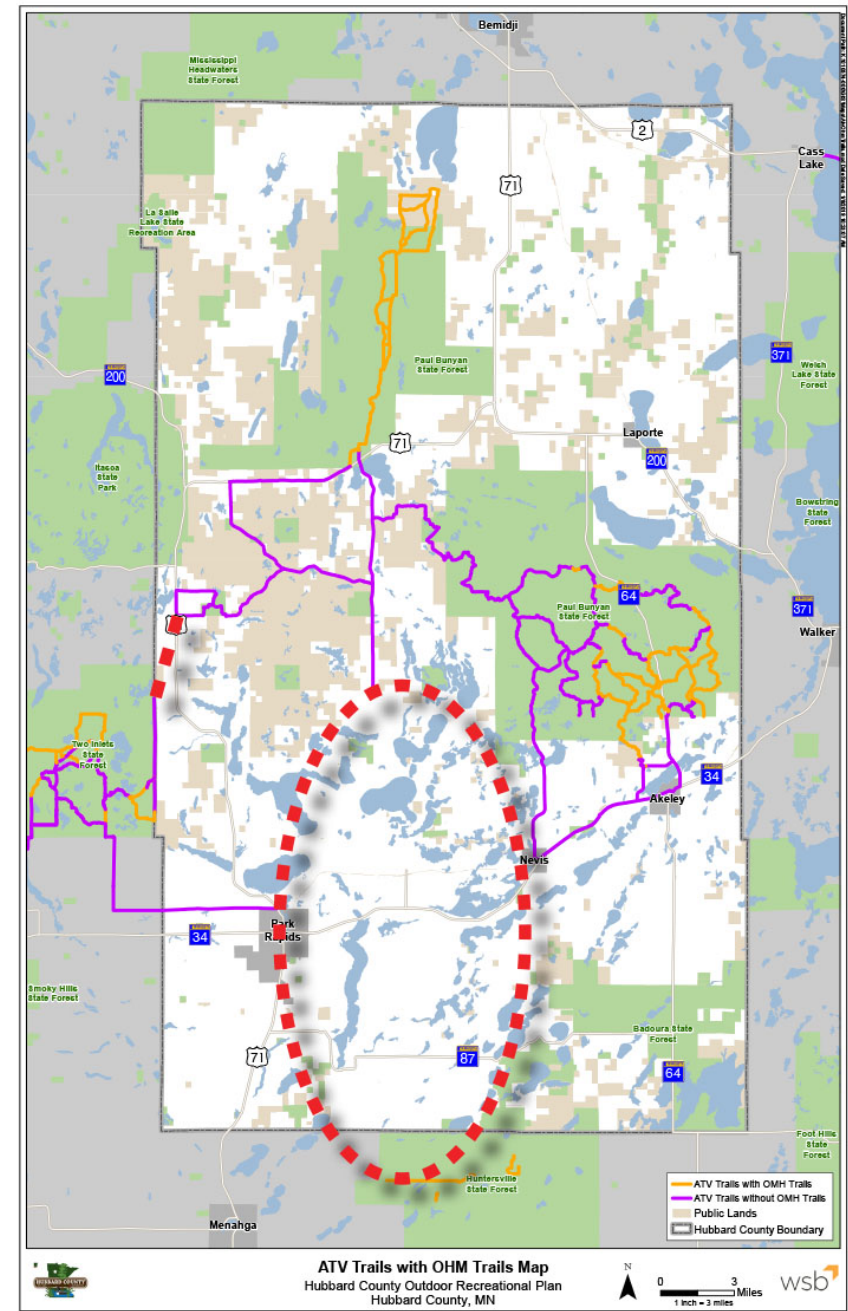 Bemidji
Mississippi
Headwaters
State Forest
2
Cass
Lake
71
La Salle
Lake State
Recreation Area
371
Welsh
Lake State
Forest
Paul Bunyan
State Forest
200
71
Laporte
200
Itasca
State
Park
Bowstring
State
Forest
64
Paul Bunyan
State Forest
371
Walker
Two Inlets
State
Forest
34
Akeley
Nevis
Park
Rapids
34
Smoky Hills
State Forest
Badoura State
Forest
71
87
64
Foot Hills
State
Forest
Huntersville
State Forest
Menahga
ATV Trails with OMH Trails
ATV Trails without OMH Trails
Public Lands
Hubbard County Boundary
HUBBARD COUNTY
ATV Trails with OHM Trails Map
Hubbard County Outdoor Recreational Plan
Hubbard County, MN
N
0 3
Miles
1 inch = 3 miles
wsb